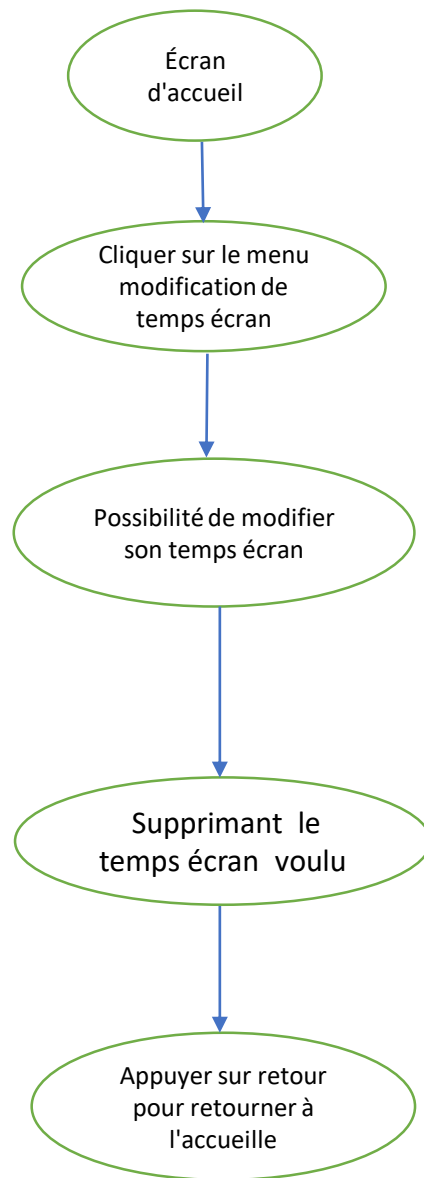 Écran
d'accueil
Cliquer sur le menu
modification de
temps écran
Possibilité de modifier
son temps écran
Supprimant le
temps écran voulu
Appuyer sur retour
pour retourner à
l'accueille